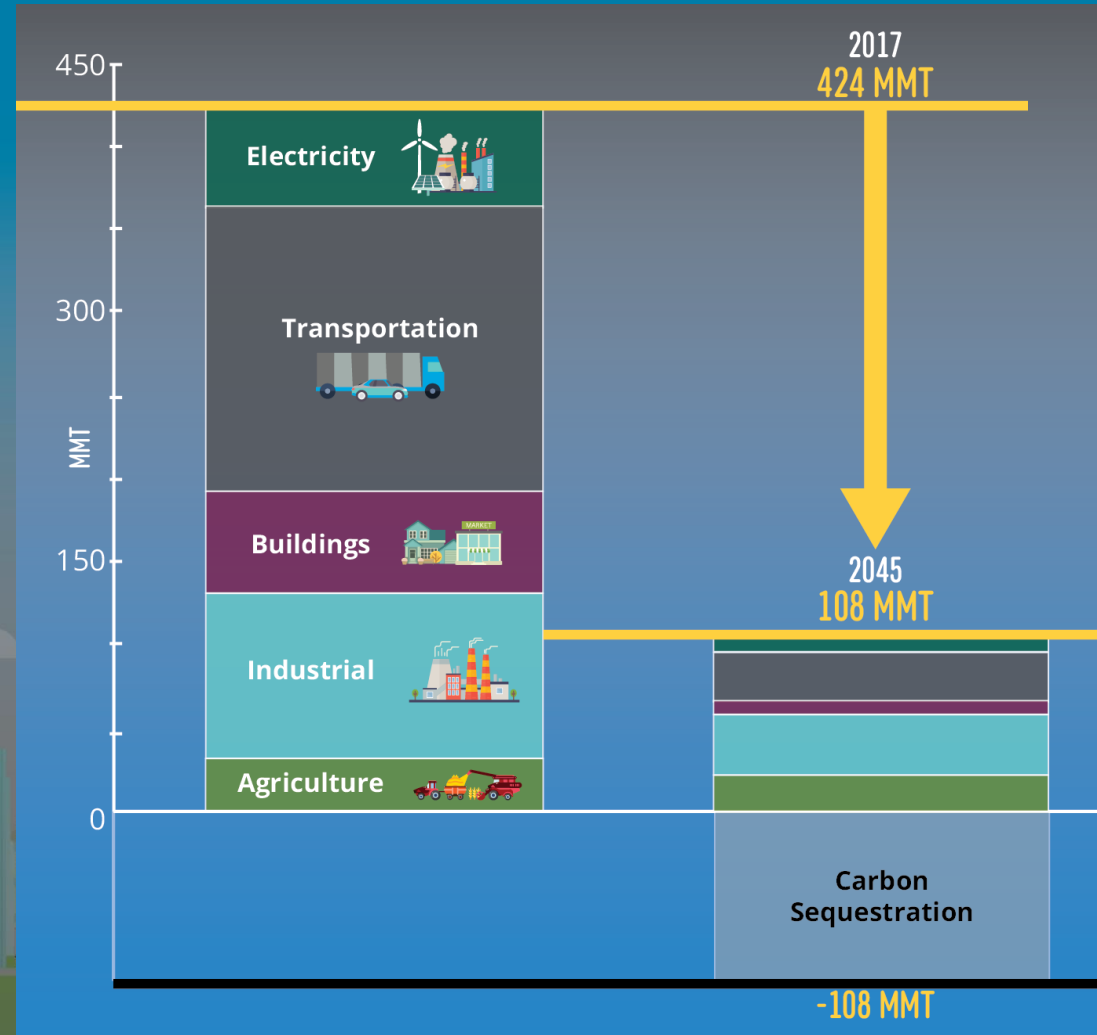 2017
424 MMT
450
Electricity
300
Transportation
MMT
MARKET
Buildings
150
2045
108 MMT
Industrial
Agriculture
0
Carbon
Sequestration
-108 MMT